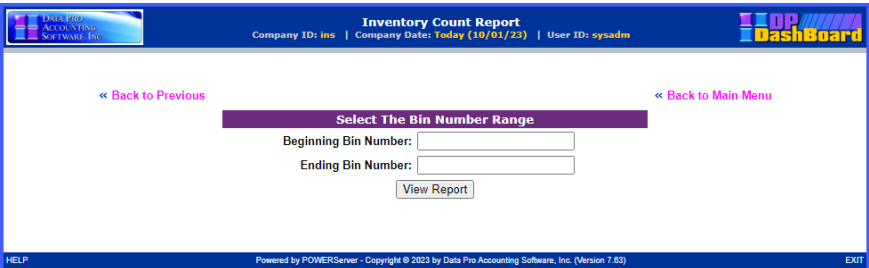 DATA PRO
ACCOUNTING
SOFTWARE, INC.
Inventory Count Report
Company ID: ins | Company Date: Today (10/01/23) | User ID: sysadm
DP
DashBoard
« Back to Previous
« Back to Main Menu
Select The Bin Number Range
Beginning Bin Number:
Ending Bin Number:
View Report
HELP
Powered by POWERServer - Copyright © 2023 by Data Pro Accounting Software, Inc. (Version 7.63)
EXIT